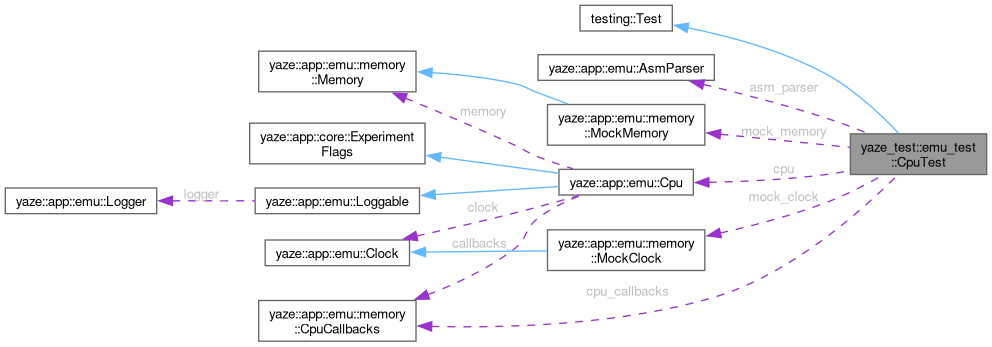 testing::Test
yaze::app::emu::memory
::Memory
yaze::app::emu::AsmParser
asm_parser
memory
yaze::app::emu::memory
::MockMemory
mock_memory
yaze::app::core::Experiment
Flags
yaze_test::emu_test
::CpuTest
cpu
yaze::app::emu::Cpu
yaze::app::emu::Logger
logger
yaze::app::emu::Loggable
clock
mock_clock
yaze::app::emu::Clock
callbacks
yaze::app::emu::memory
::MockClock
cpu_callbacks
yaze::app::emu::memory
::CpuCallbacks